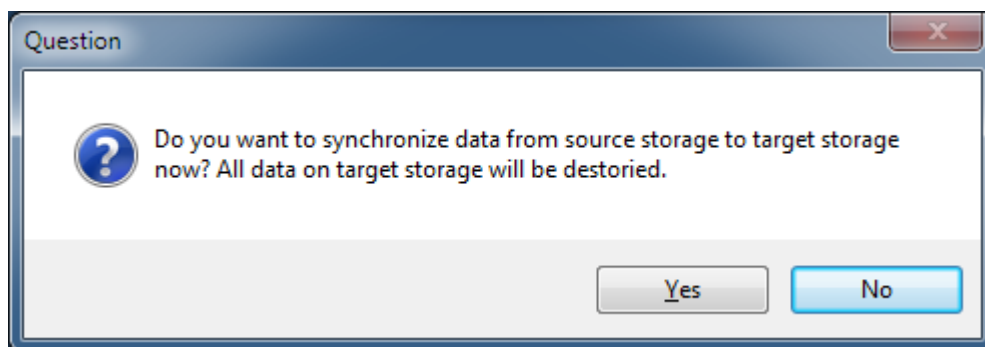 Question
Do you want to synchronize data from source storage to target storage
now? All data on target storage will be destoried.
Yes
No